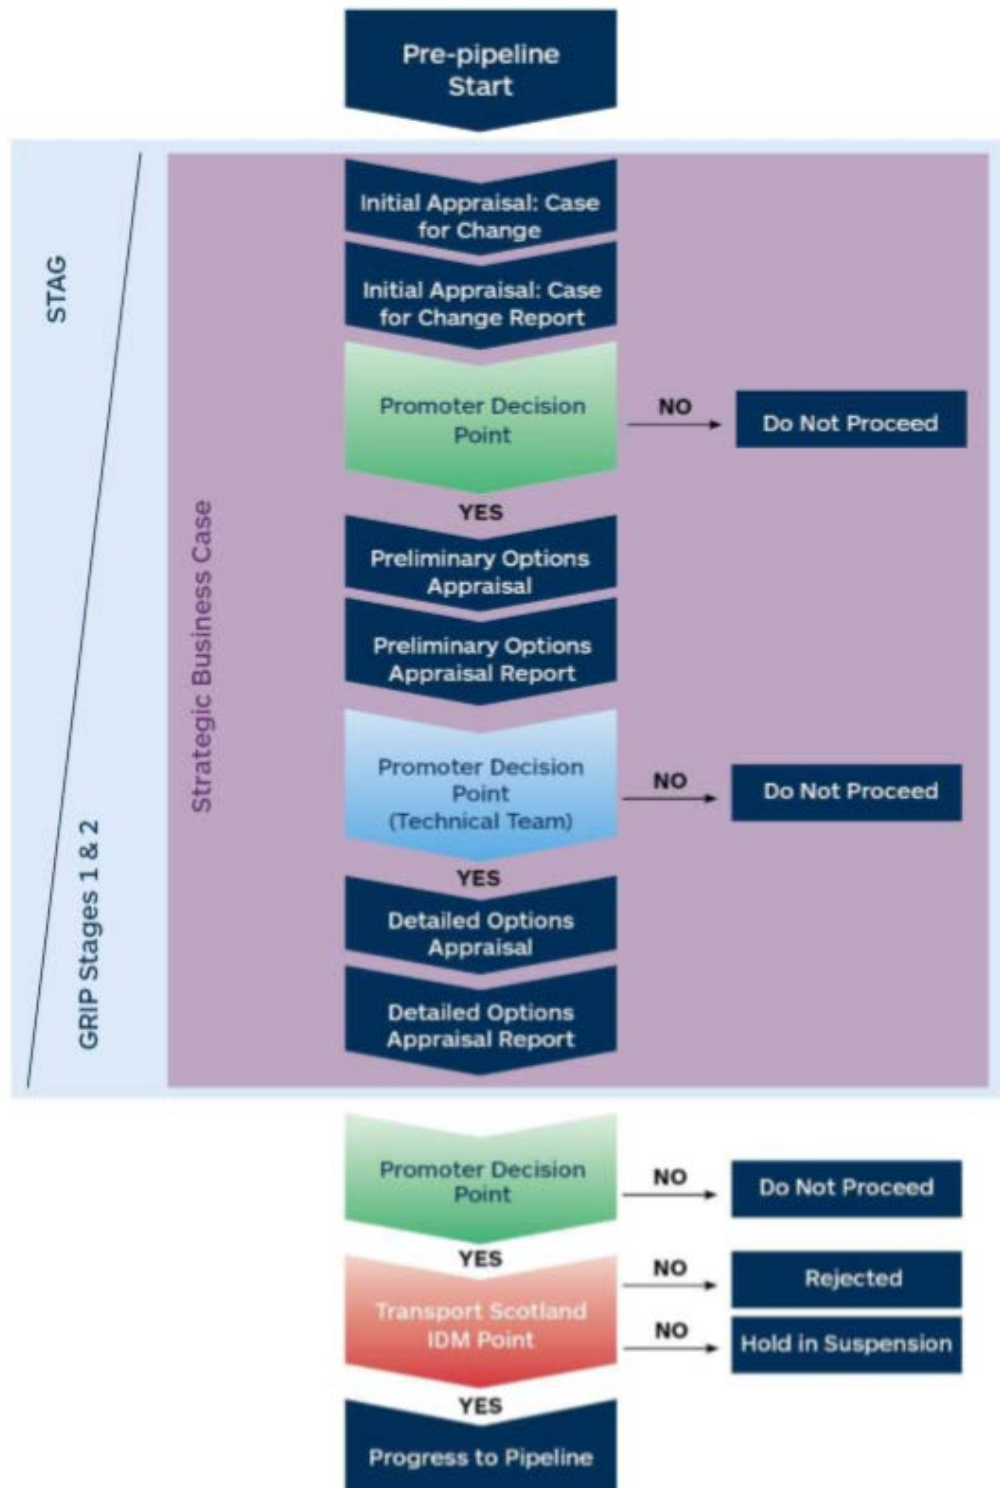 Pre-pipeline
Start
STAG
GRIP Stages 1 & 2
Strategic Business Case
Initial Appraisal: Case
for Change
Initial Appraisal: Case
for Change Report
Promoter Decision
Point
NO
Do Not Proceed
YES
Preliminary Options
Appraisal
Preliminary Options
Appraisal Report
Promoter Decision
Point
(Technical Team)
NO
Do Not Proceed
YES
Detailed Options
Appraisal
Detailed Options
Appraisal Report
Promoter Decision
Point
NO
Do Not Proceed
YES
Transport Scotland
IDM Point
NO
Rejected
NO
Hold in Suspension
YES
Progress to Pipeline